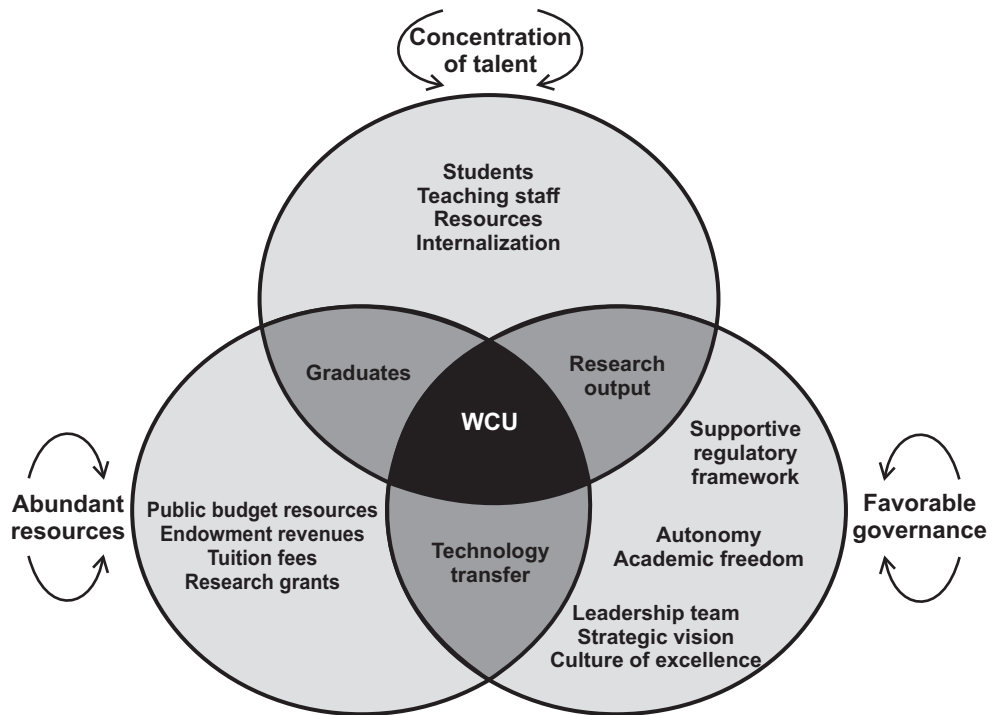 Concentration
of talent
Students
Teaching staff
Resources
Internalization
Graduates
Research
output
WCU
Supportive
regulatory
framework
Abundant
resources
Public budget resources
Endowment revenues
Tuition fees
Research grants
Technology
transfer
Autonomy
Academic freedom
Leadership team
Strategic vision
Culture of excellence
Favorable
governance